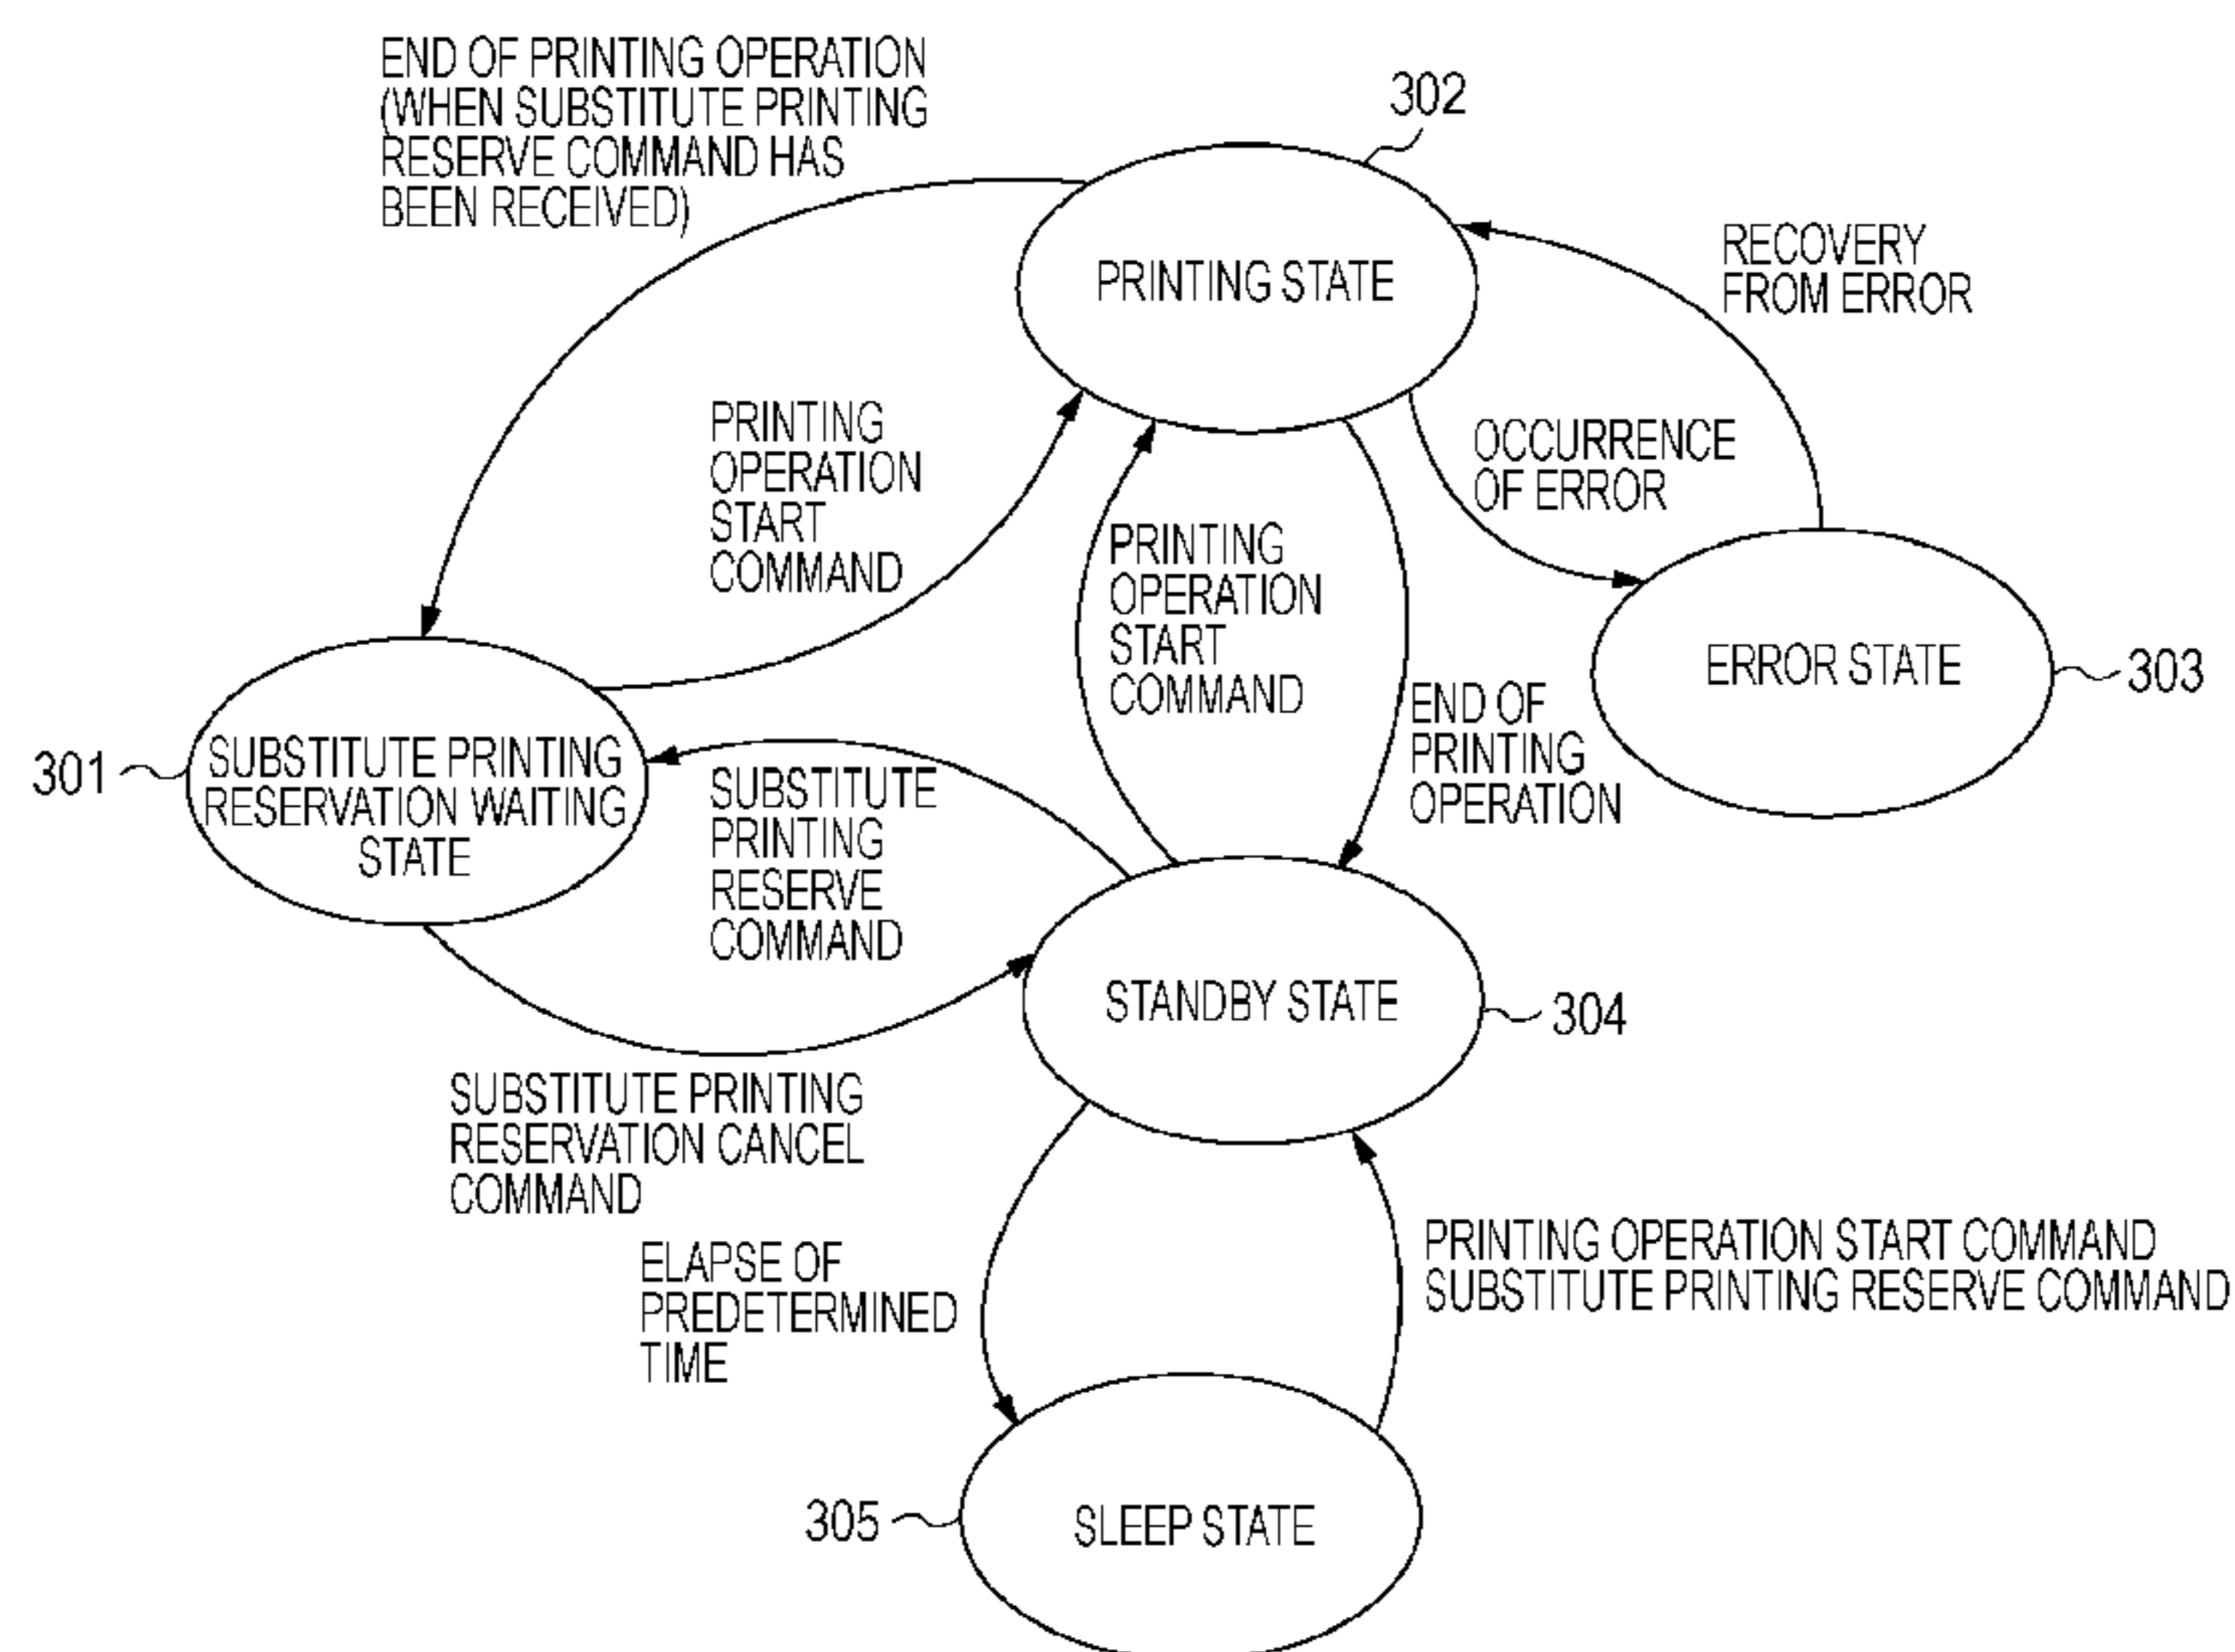 END OF PRINTING OPERATION
(WHEN SUBSTITUTE PRINTING
RESERVE COMMAND HAS
BEEN RECEIVED)
302
PRINTING STATE
RECOVERY
FROM ERROR
PRINTING
OPERATION
START
COMMAND
OCCURRENCE
OF ERROR
PRINTING
OPERATION
START
COMMAND
END OF
PRINTING
OPERATION
ERROR STATE
303
301
SUBSTITUTE PRINTING
RESERVATION WAITING
STATE
SUBSTITUTE
PRINTING
RESERVE
COMMAND
STANDBY STATE
304
SUBSTITUTE PRINTING
RESERVATION CANCEL
COMMAND
ELAPSE OF
PREDETERMINED
TIME
PRINTING OPERATION START COMMAND
SUBSTITUTE PRINTING RESERVE COMMAND
305
SLEEP STATE